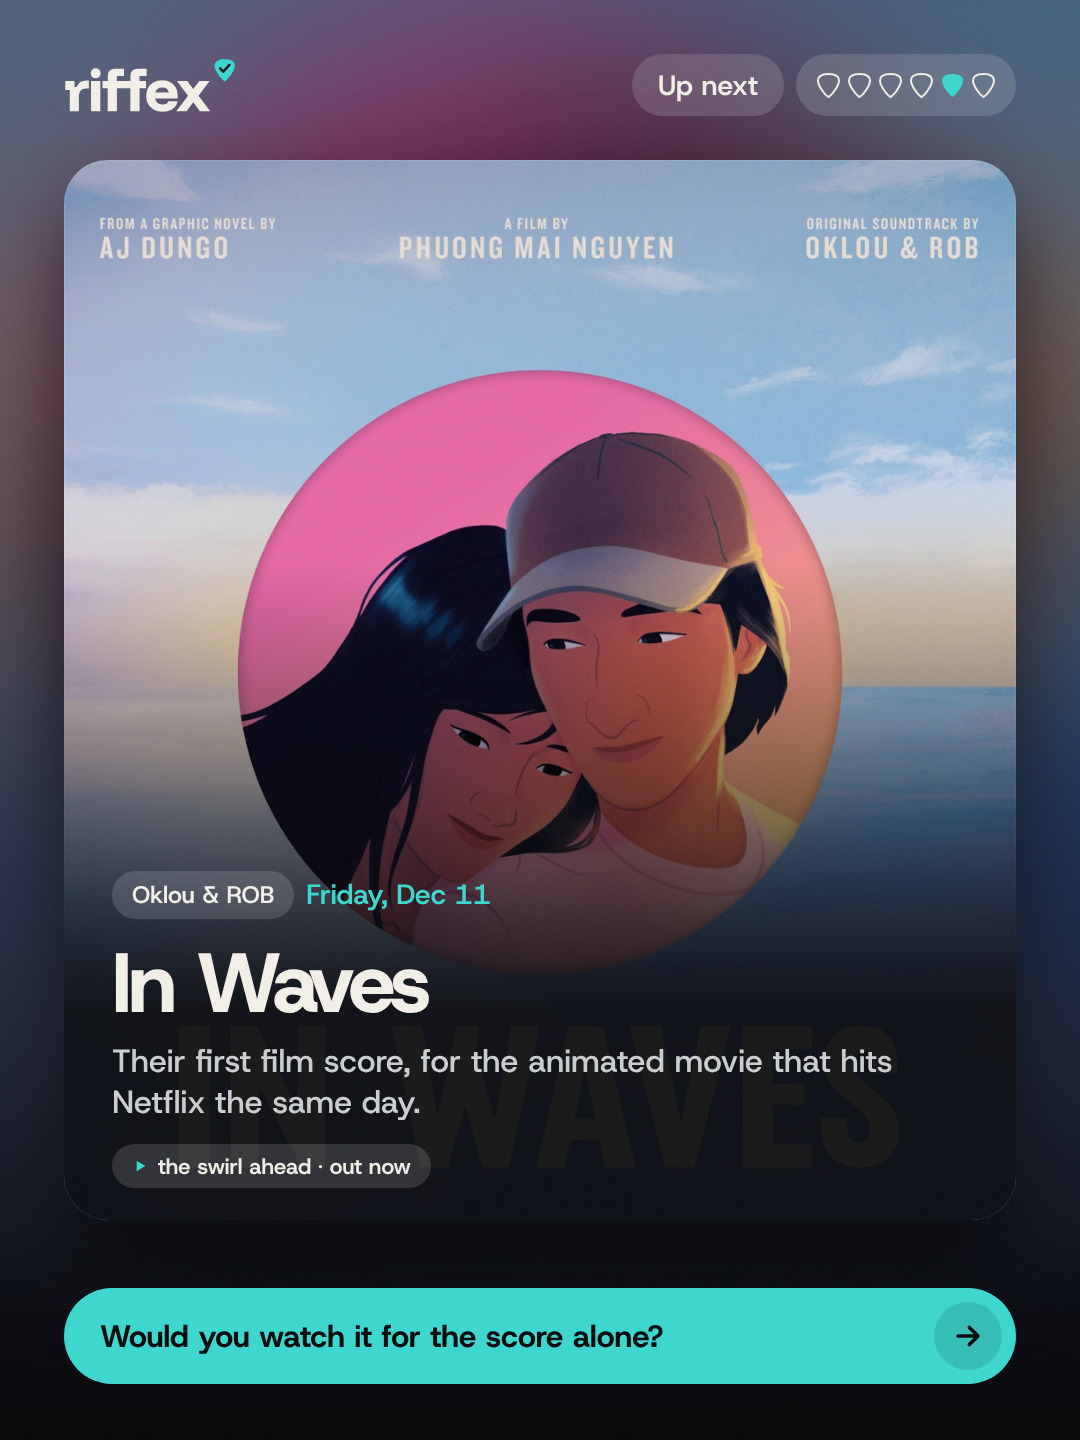 riffex
Up next
FROM A GRAPHIC NOVEL BY
AJ DUNGO
A FILM BY
PHUONG MAI NGUYEN
ORIGINAL SOUNDTRACK BY
OKLOU & ROB
Oklou & ROB
Friday, Dec 11
In Waves
IN WAVES
Their first film score, for the animated movie that hits
Netflix the same day.
the swirl ahead · out now
Would you watch it for the score alone?